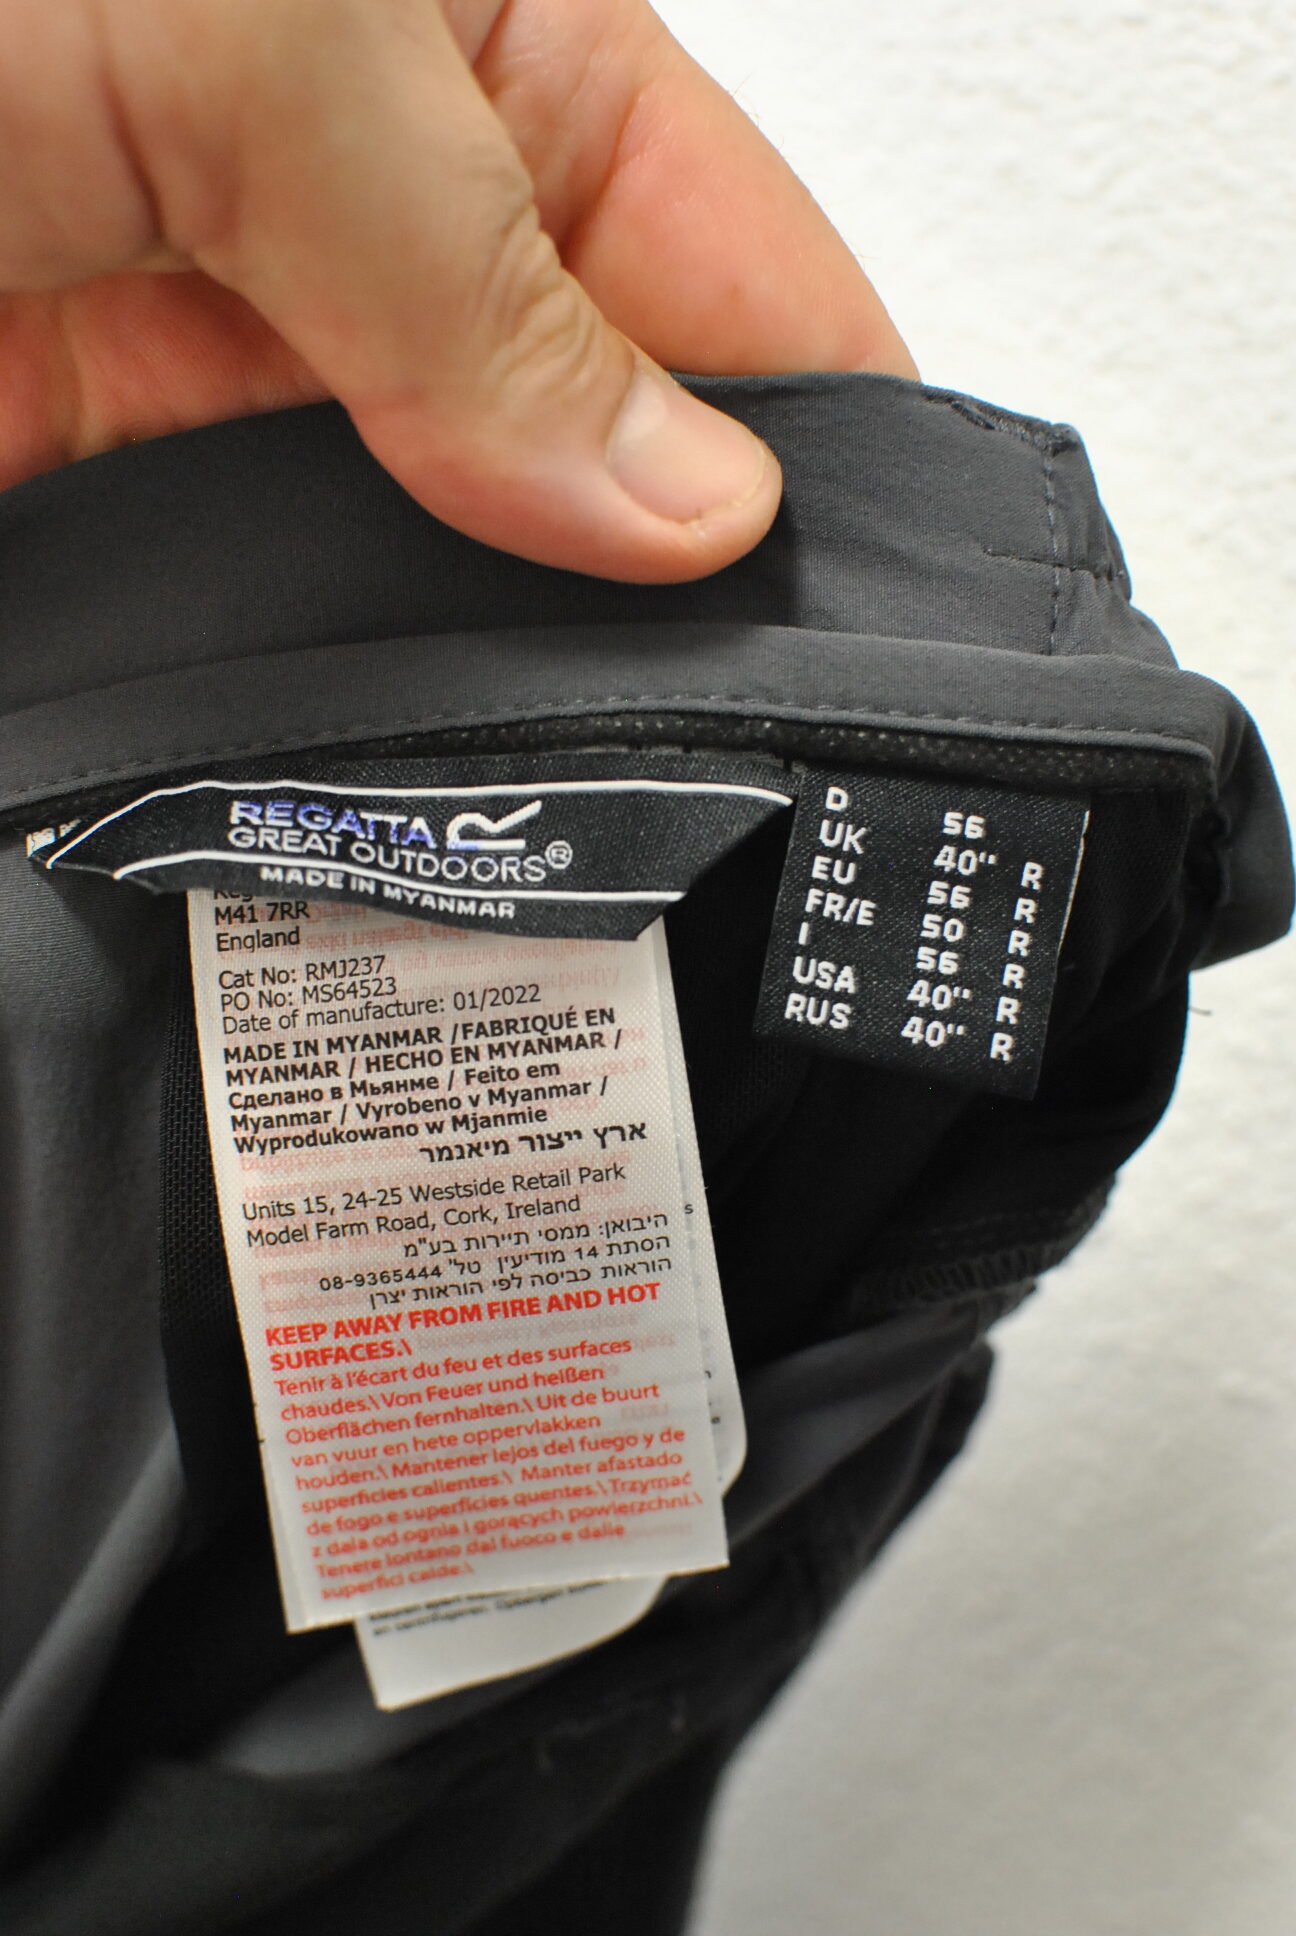 REGATTA
GREAT OUTDOORS®
MADE IN MYANMAR
D 56
UK 40" R
EU 56 R
FR/E 50 R
I 56 R
USA 40" R
RUS 40" R
M41 7RR
England
Cat No: RMJ237
PO No: MS64523
Date of manufacture: 01/2022
MADE IN MYANMAR /FABRIQUÉ EN
MYANMAR / HECHO EN MYANMAR /
Сделано в Мьянме / Feito em
Myanmar / Vyrobeno v Myanmar /
Wyprodukowano w Mjanmie
ארץ ייצור מיאנמר
Units 15, 24-25 Westside Retail Park
Model Farm Road, Cork, Ireland
היבואן: ממסי תיירות בע"מ
הסתת 14 מודיעין טל' 08-9365444
הוראות כביסה לפי הוראות יצרן
KEEP AWAY FROM FIRE AND HOT
SURFACES.\
Tenir à l'écart du feu et des surfaces
chaudes.\ Von Feuer und heißen
Oberflächen fernhalten.\ Uit de buurt
van vuur en hete oppervlakken
houden.\ Mantener lejos del fuego y de
superficies calientes.\ Manter afastado
de fogo e superfícies quentes.\ Trzymać
z dala od ognia i gorących powierzchni.\
Tenere lontano dal fuoco e dalle
superfici calde.\